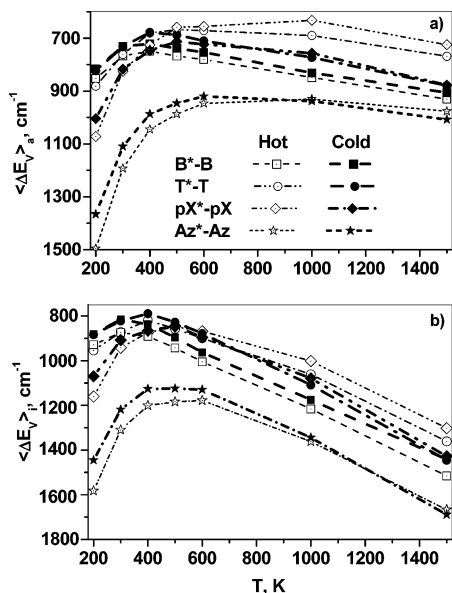 a)
700
900
1100
1300
1500
<ΔE_V>_a, cm⁻¹
Hot Cold
B*-B
T*-T
pX*-pX
Az*-Az
200 400 600 800 1000 1200 1400
b)
800
1000
1200
1400
1600
1800
<ΔE_V>_i, cm⁻¹
200 400 600 800 1000 1200 1400
T, K